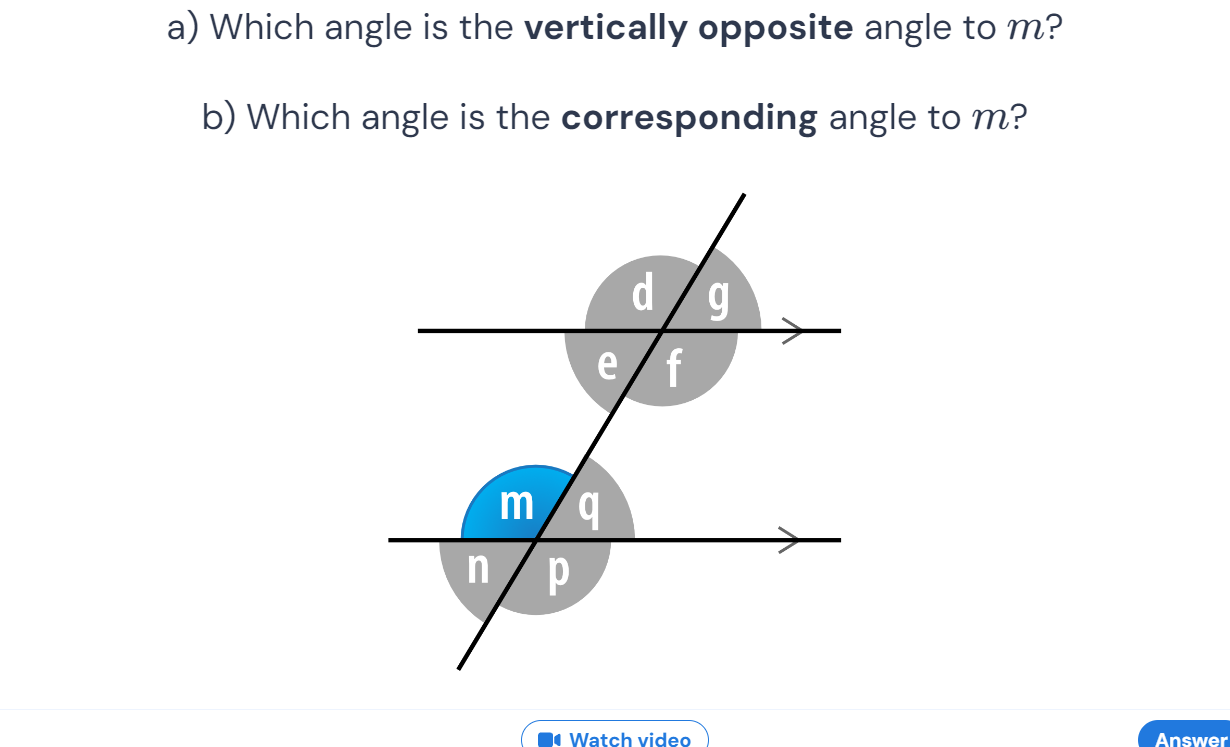 a) Which angle is the vertically opposite angle to m?
b) Which angle is the corresponding angle to m?
d g
e f
m q
n p
Watch video
Answer